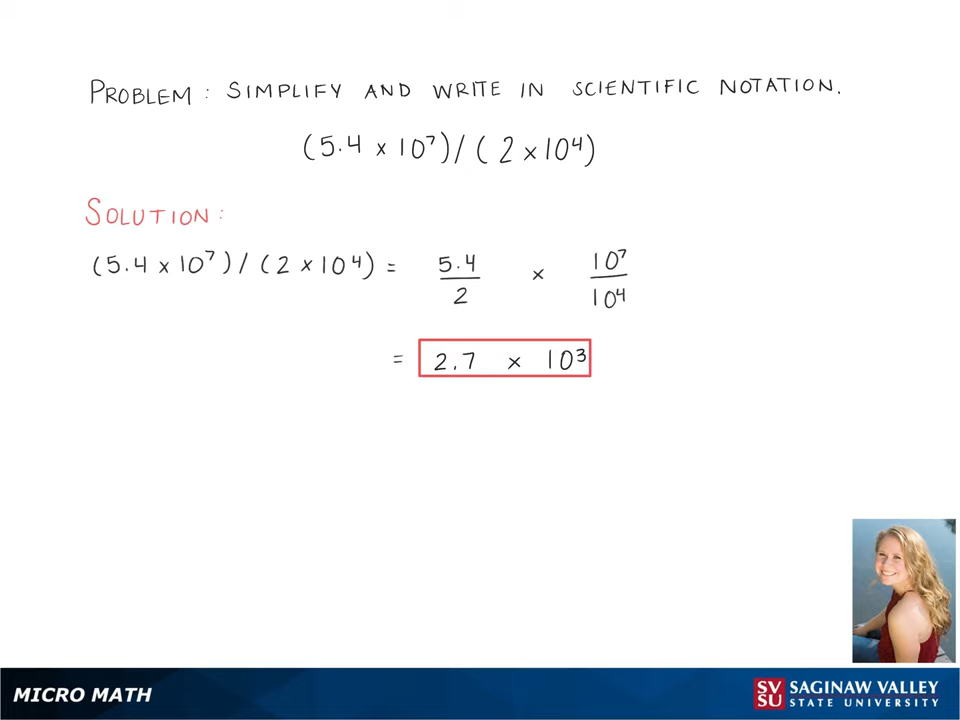 PROBLEM: SIMPLIFY AND WRITE IN SCIENTIFIC NOTATION.
(5.4 × 10⁷)/(2 × 10⁴)
SOLUTION:
(5.4 × 10⁷)/(2 × 10⁴) = 5.4/2 × 10⁷/10⁴
= 2.7 × 10³
MICRO MATH
SVSU SAGINAW VALLEY
STATE UNIVERSITY